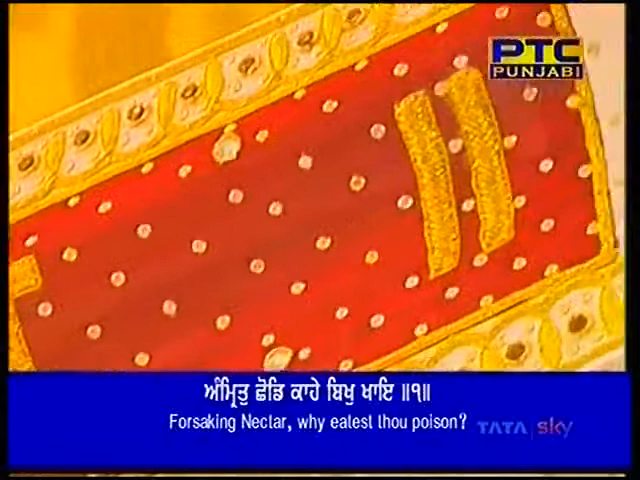 PTC
PUNJABI
ਅੰਮ੍ਰਿਤੁ ਛੋਡਿ ਕਾਹੇ ਬਿਖੁ ਖਾਇ ॥੧॥
Forsaking Nectar, why eatest thou poison?
TATA sky